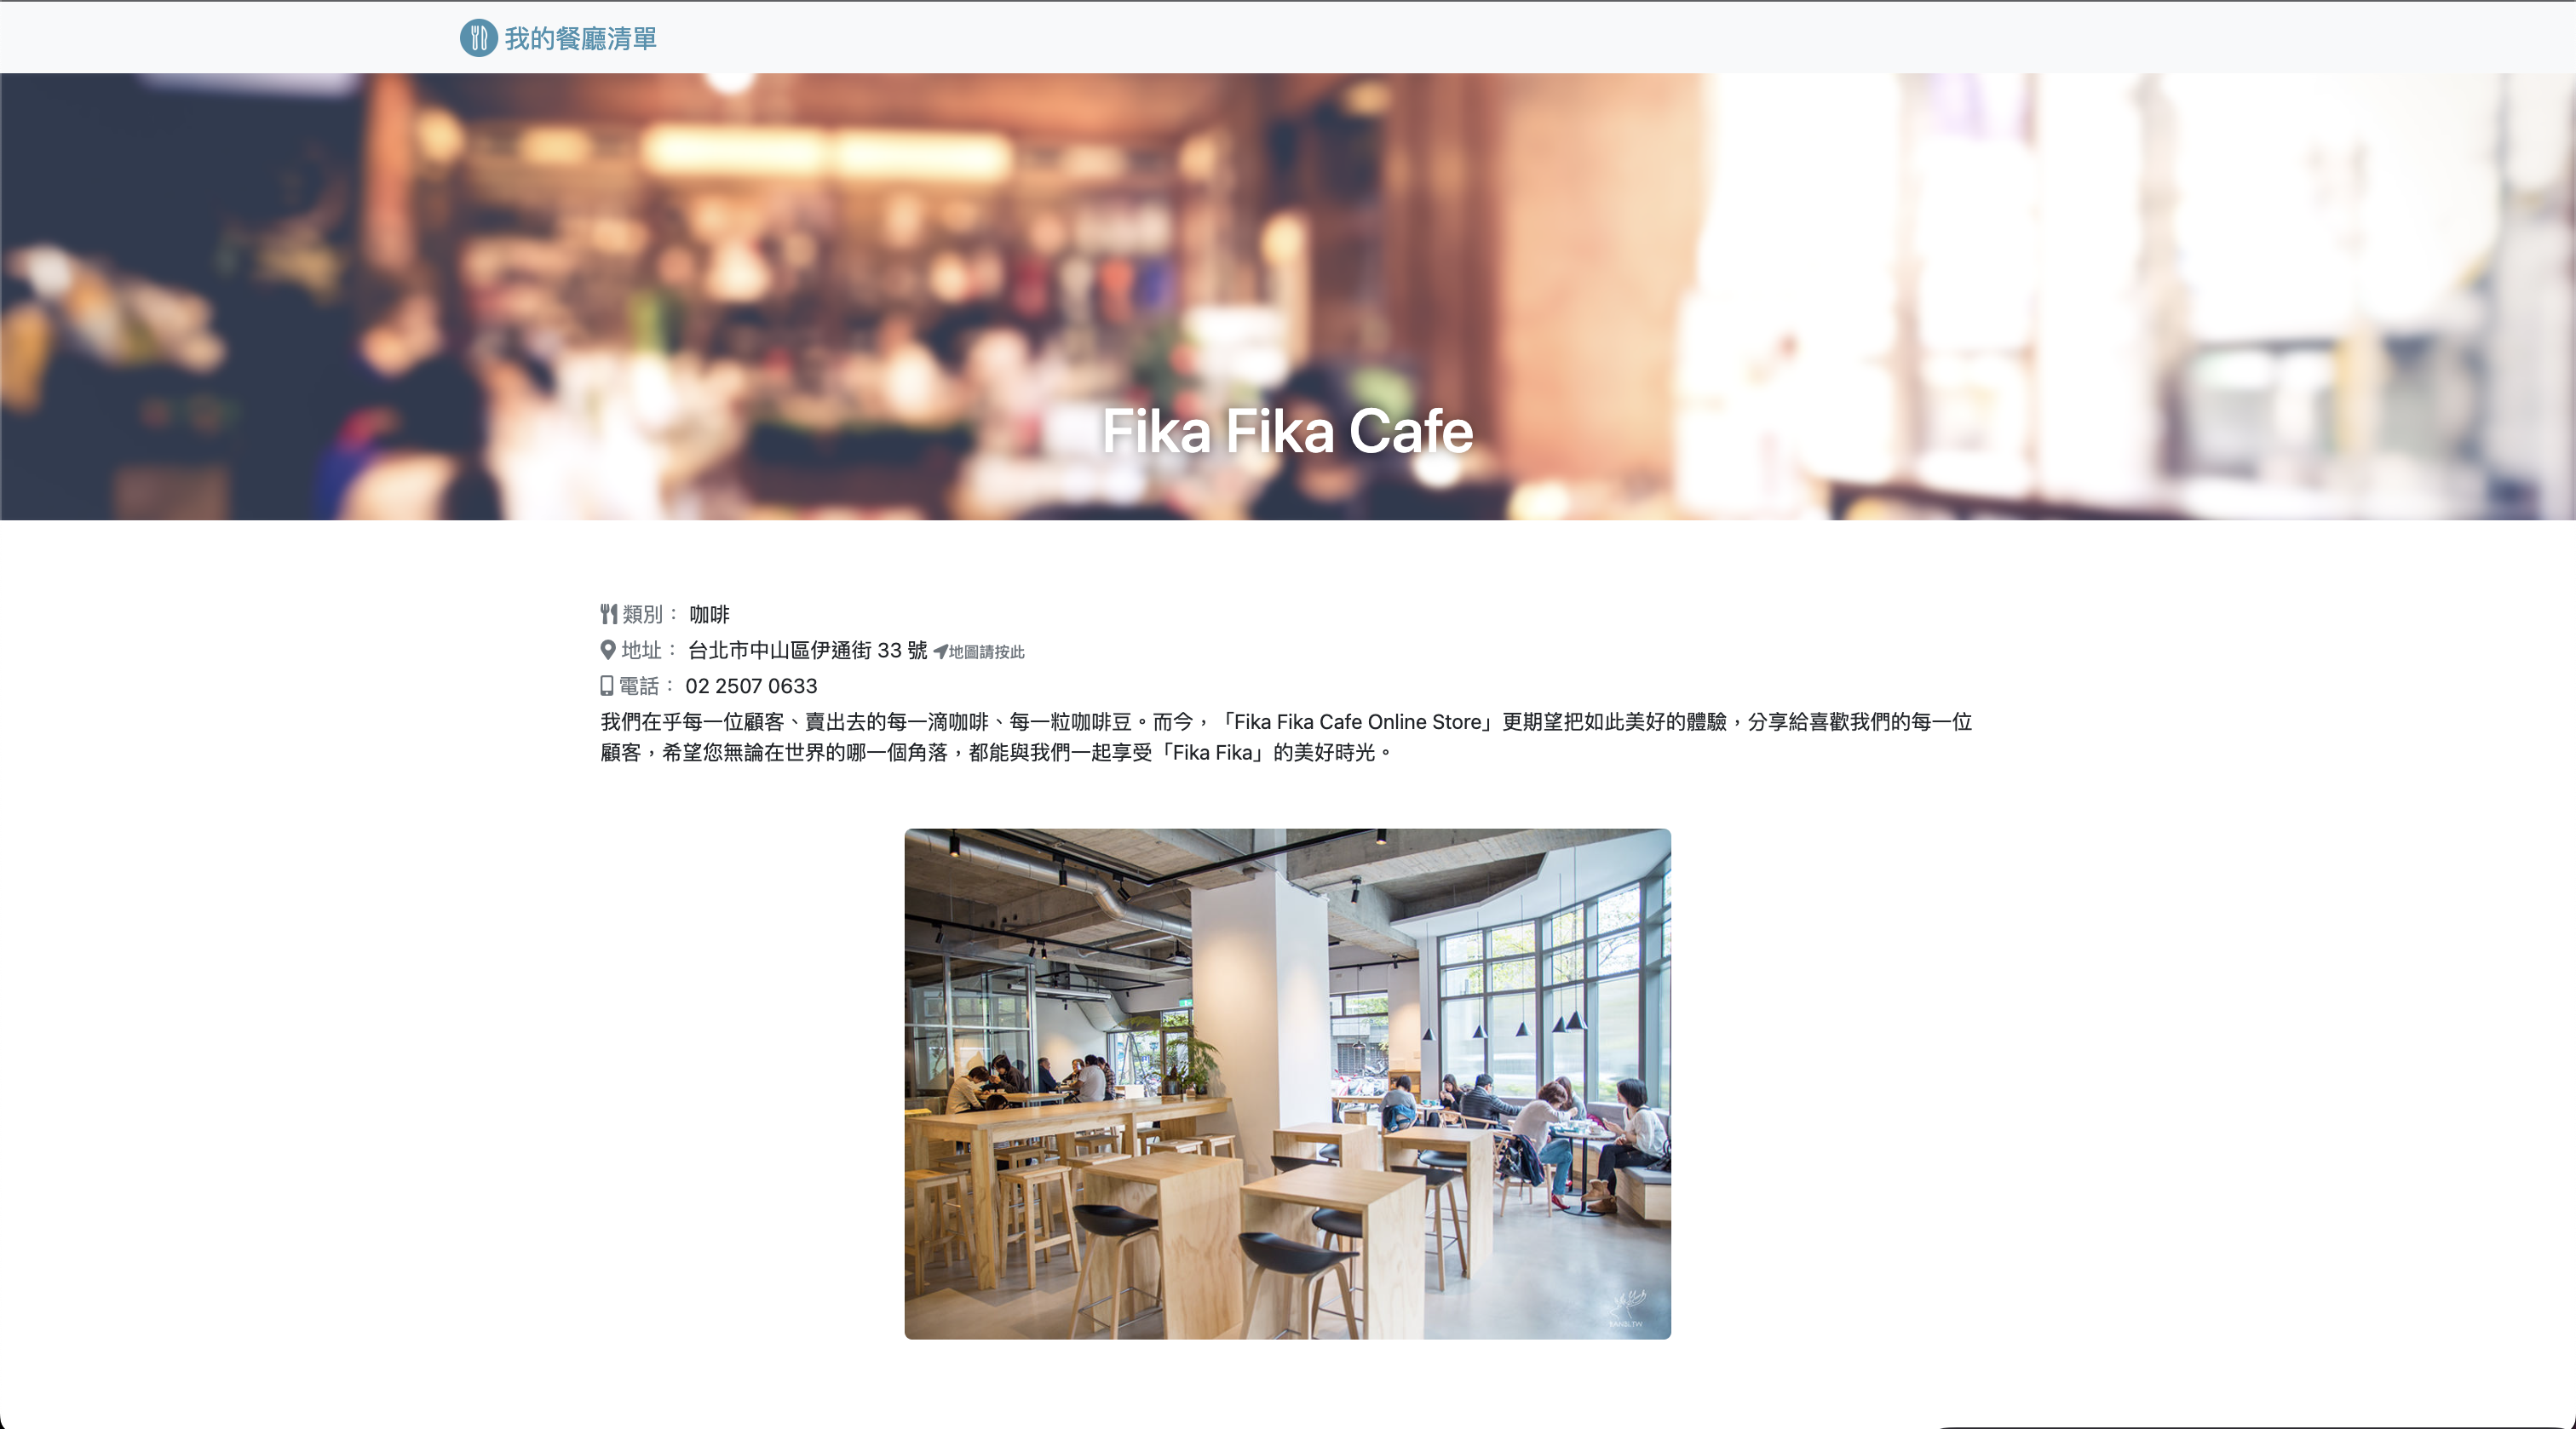 我的餐廳清單
Fika Fika Cafe
類別： 咖啡
地址： 台北市中山區伊通街 33 號 地圖請按此
電話： 02 2507 0633
我們在乎每一位顧客、賣出去的每一滴咖啡、每一粒咖啡豆。而今，「Fika Fika Cafe Online Store」更期望把如此美好的體驗，分享給喜歡我們的每一位
顧客，希望您無論在世界的哪一個角落，都能與我們一起享受「Fika Fika」的美好時光。